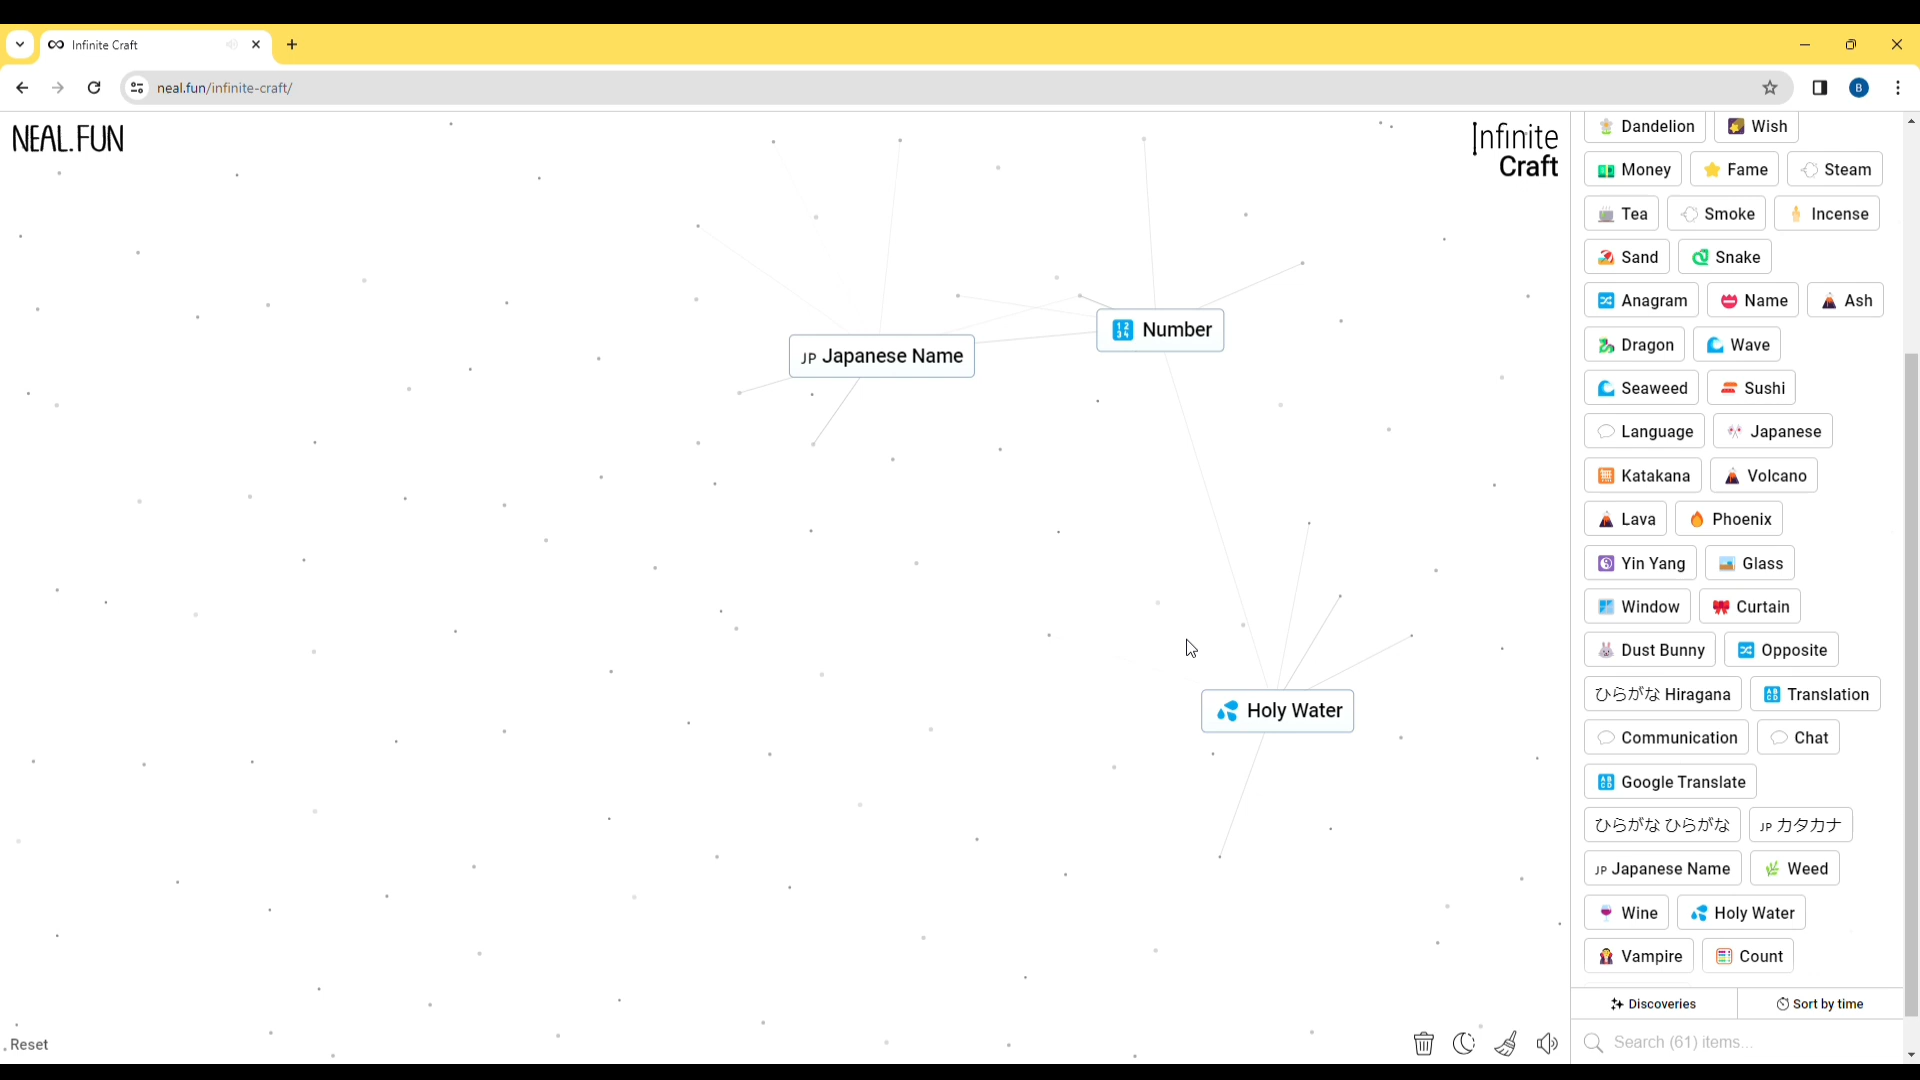 Infinite Craft
neal.fun/infinite-craft/
B
NEAL.FUN
Infinite
Craft
JP Japanese Name
1234 Number
Holy Water
Reset
Dandelion Wish
Money Fame Steam
Tea Smoke Incense
Sand Snake
Anagram Name Ash
Dragon Wave
Seaweed Sushi
Language Japanese
Katakana Volcano
Lava Phoenix
Yin Yang Glass
Window Curtain
Dust Bunny Opposite
ひらがな Hiragana ABCD Translation
Communication Chat
ABCD Google Translate
ひらがな ひらがな JP カタカナ
JP Japanese Name Weed
Wine Holy Water
Vampire Count
Discoveries Sort by time
Search (61) items...